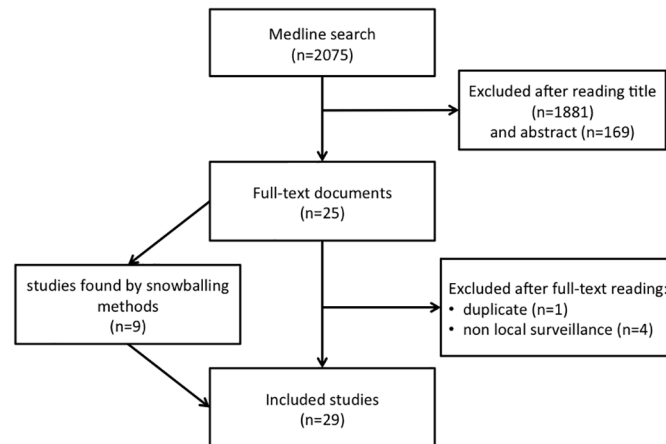 Medline search
(n=2075)
Excluded after reading title
(n=1881)
and abstract (n=169)
Full-text documents
(n=25)
studies found by snowballing
methods
(n=9)
Excluded after full-text reading:
• duplicate (n=1)
• non local surveillance (n=4)
Included studies
(n=29)